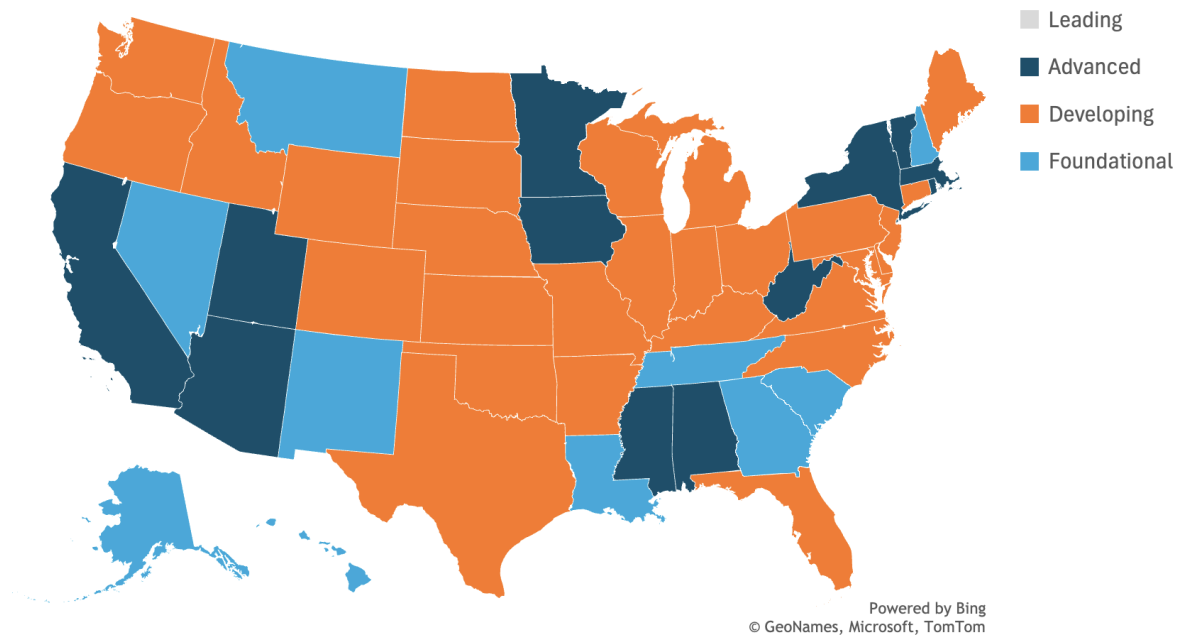 Leading
Advanced
Developing
Foundational
Powered by Bing
© GeoNames, Microsoft, TomTom